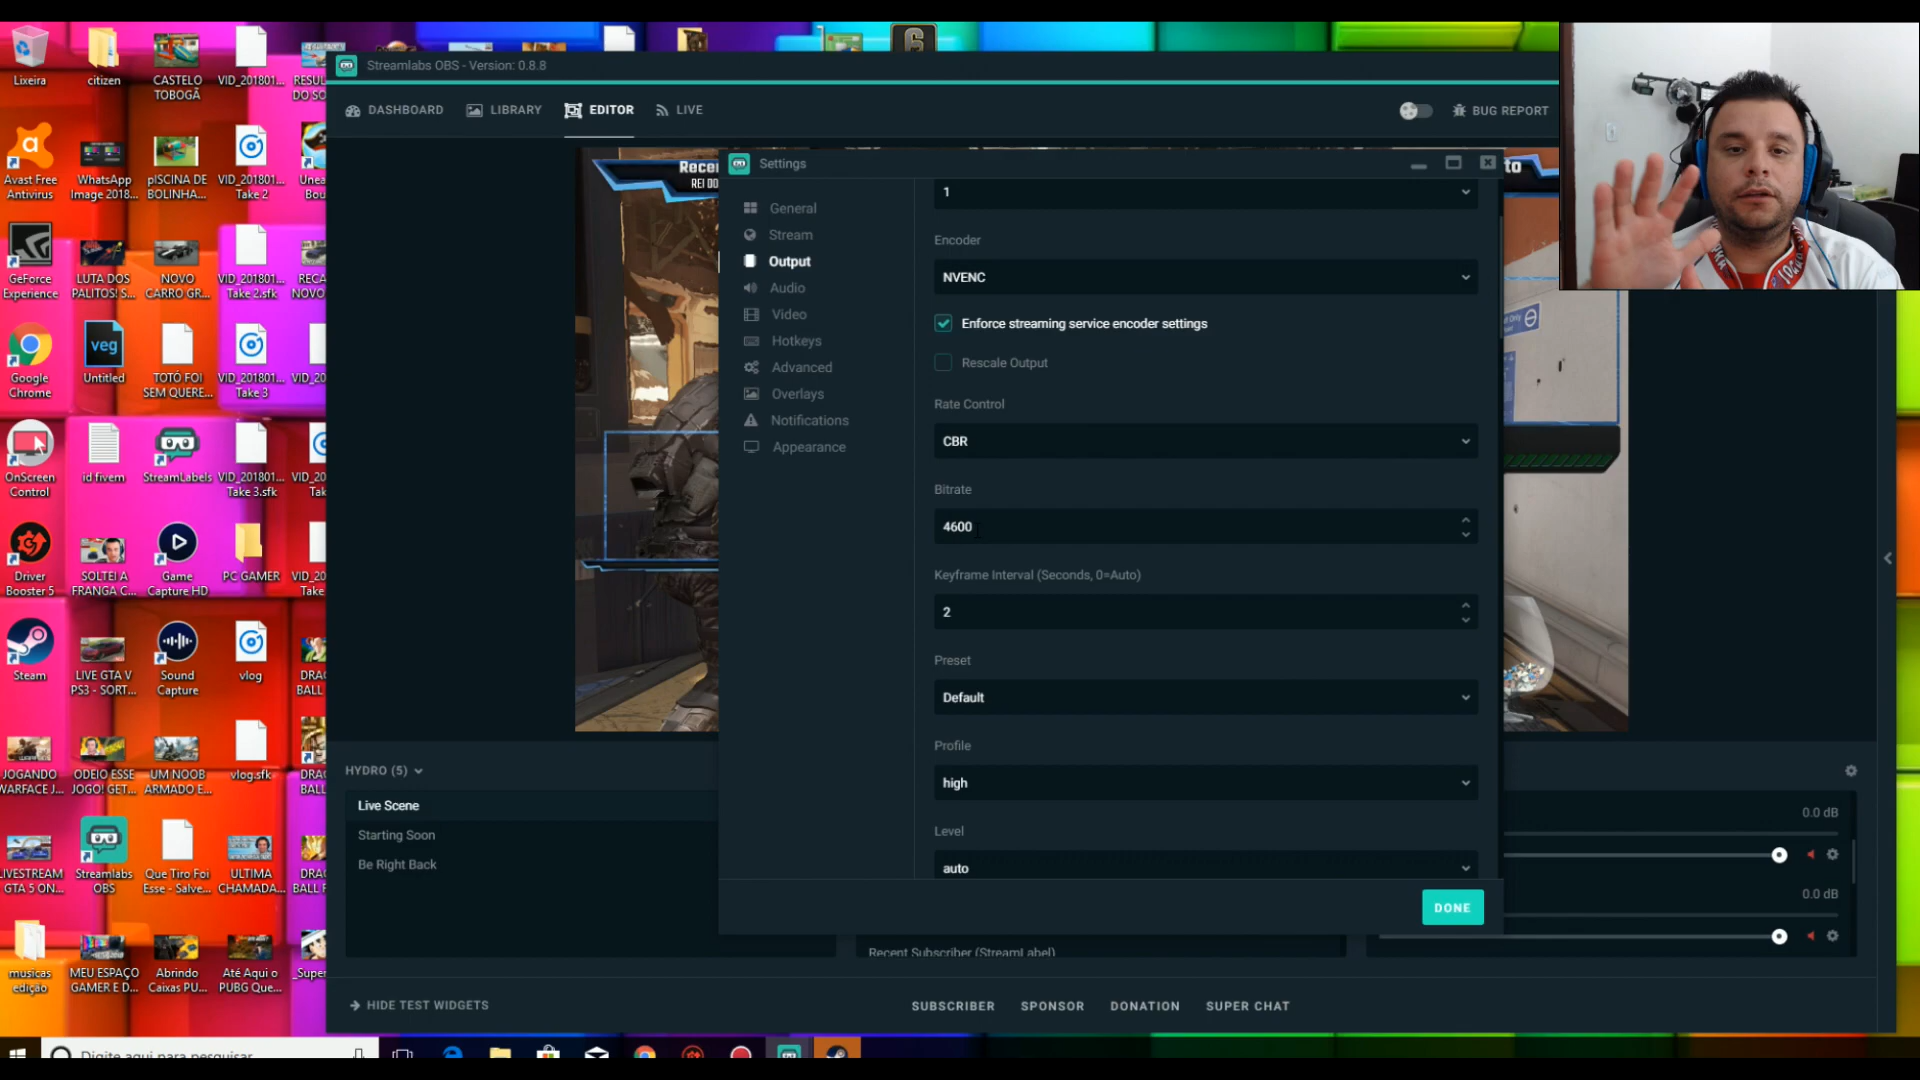 Streamlabs OBS - Version: 0.8.8
DASHBOARD
LIBRARY
EDITOR
LIVE
BUG REPORT
Lixeira
citizen
CASTELO
TOBOGÃ
VID_201801...
Avast Free
Antivirus
WhatsApp
Image 2018...
pISCINA DE
BOLINHA...
VID_201801...
Take 2
GeForce
Experience
LUTA DOS
PALITOS! S...
NOVO
CARRO GR...
VID_201801...
Take 2.sfk
Google
Chrome
veg
Untitled
TOTÓ FOI
SEM QUERE...
VID_201801...
Take 3
OnScreen
Control
id fivem
StreamLabels
VID_201801...
Take 3.sfk
Driver
Booster 5
SOLTEI A
FRANGA C...
Game
Capture HD
PC GAMER
Steam
LIVE GTA V
PS3 - SORT...
Sound
Capture
vlog
JOGANDO
WARFACE J...
ODEIO ESSE
JOGO! GET...
UM NOOB
ARMADO E...
vlog.sfk
LIVESTREAM
GTA 5 ON...
Streamlabs
OBS
Que Tiro Foi
Esse - Salve...
ULTIMA
CHAMADA...
musicas
edição
MEU ESPAÇO
GAMER E D...
Abrindo
Caixas PU...
Até Aqui o
PUBG Que...
Settings
General
Stream
Output
Audio
Video
Hotkeys
Advanced
Overlays
Notifications
Appearance
1
Encoder
NVENC
Enforce streaming service encoder settings
Rescale Output
Rate Control
CBR
Bitrate
4600
Keyframe Interval (Seconds, 0=Auto)
2
Preset
Default
Profile
high
Level
auto
DONE
HYDRO (5)
Live Scene
Starting Soon
Be Right Back
Recent Subscriber (StreamLabel)
0.0 dB
0.0 dB
HIDE TEST WIDGETS
SUBSCRIBER
SPONSOR
DONATION
SUPER CHAT
Digite aqui para pesquisar